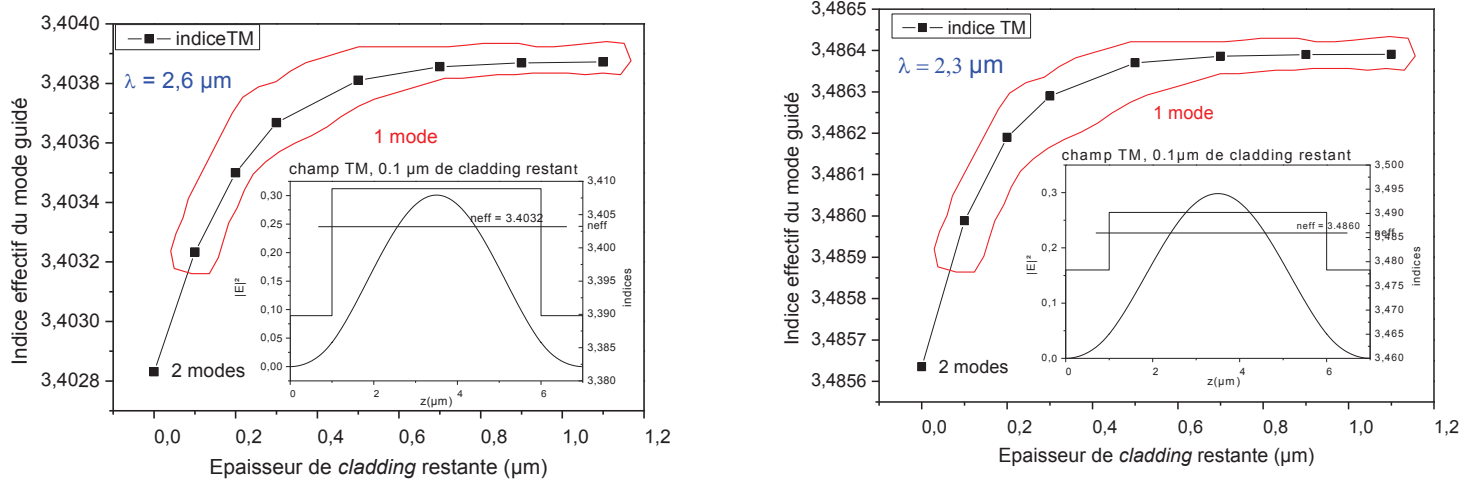 3,4040
3,4038
3,4036
3,4034
3,4032
3,4030
3,4028
Indice effectif du mode guidé
indiceTM
λ = 2,6 µm
1 mode
2 modes
champ TM, 0.1 µm de cladding restant
0,30
0,25
0,20
0,15
0,10
0,05
0,00
|E|²
neff = 3.4032
neff
3,410
3,405
3,400
3,395
3,390
3,385
3,380
indices
0 2 4 6
z(µm)
0,0 0,2 0,4 0,6 0,8 1,0 1,2
Epaisseur de cladding restante (µm)
3,4865
3,4864
3,4863
3,4862
3,4861
3,4860
3,4859
3,4858
3,4857
3,4856
Indice effectif du mode guidé
indice TM
λ = 2,3 µm
1 mode
2 modes
champ TM, 0.1µm de cladding restant
0,3
0,2
0,1
0,0
|E|²
neff = 3.4860
neff
3,500
3,495
3,490
3,485
3,480
3,475
3,470
3,465
3,460
indices
0 2 4 6
z(µm)
0,0 0,2 0,4 0,6 0,8 1,0 1,2
Epaisseur de cladding restante (µm)